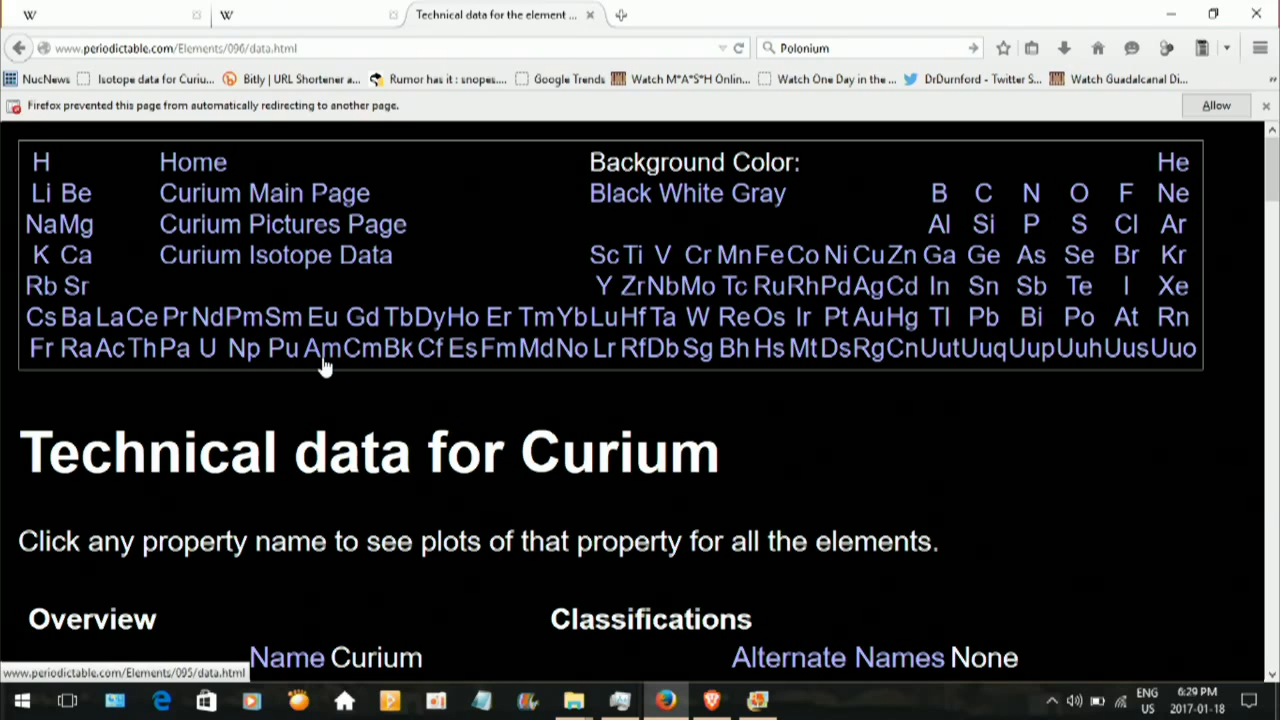 W W Technical data for the element ...
www.periodictable.com/Elements/096/data.html Polonium
NucNews Isotope data for Curiu... Bitly | URL Shortener a... Rumor has it : snopes.... Google Trends Watch M*A*S*H Onlin... Watch One Day in the ... DrDurnford - Twitter S... Watch Guadalcanal Di...
Firefox prevented this page from automatically redirecting to another page. Allow
H Home Background Color: He
Li Be Curium Main Page Black White Gray B C N O F Ne
Na Mg Curium Pictures Page Al Si P S Cl Ar
K Ca Curium Isotope Data Sc Ti V Cr Mn Fe Co Ni Cu Zn Ga Ge As Se Br Kr
Rb Sr Y Zr Nb Mo Tc Ru Rh Pd Ag Cd In Sn Sb Te I Xe
Cs Ba La Ce Pr Nd Pm Sm Eu Gd Tb Dy Ho Er Tm Yb Lu Hf Ta W Re Os Ir Pt Au Hg Tl Pb Bi Po At Rn
Fr Ra Ac Th Pa U Np Pu Am Cm Bk Cf Es Fm Md No Lr Rf Db Sg Bh Hs Mt Ds Rg Cn Uut Uuq Uup Uuh Uus Uuo
Technical data for Curium
Click any property name to see plots of that property for all the elements.
Overview Classifications
Name Curium Alternate Names None
www.periodictable.com/Elements/095/data.html
ENG 6:29 PM
US 2017-01-18